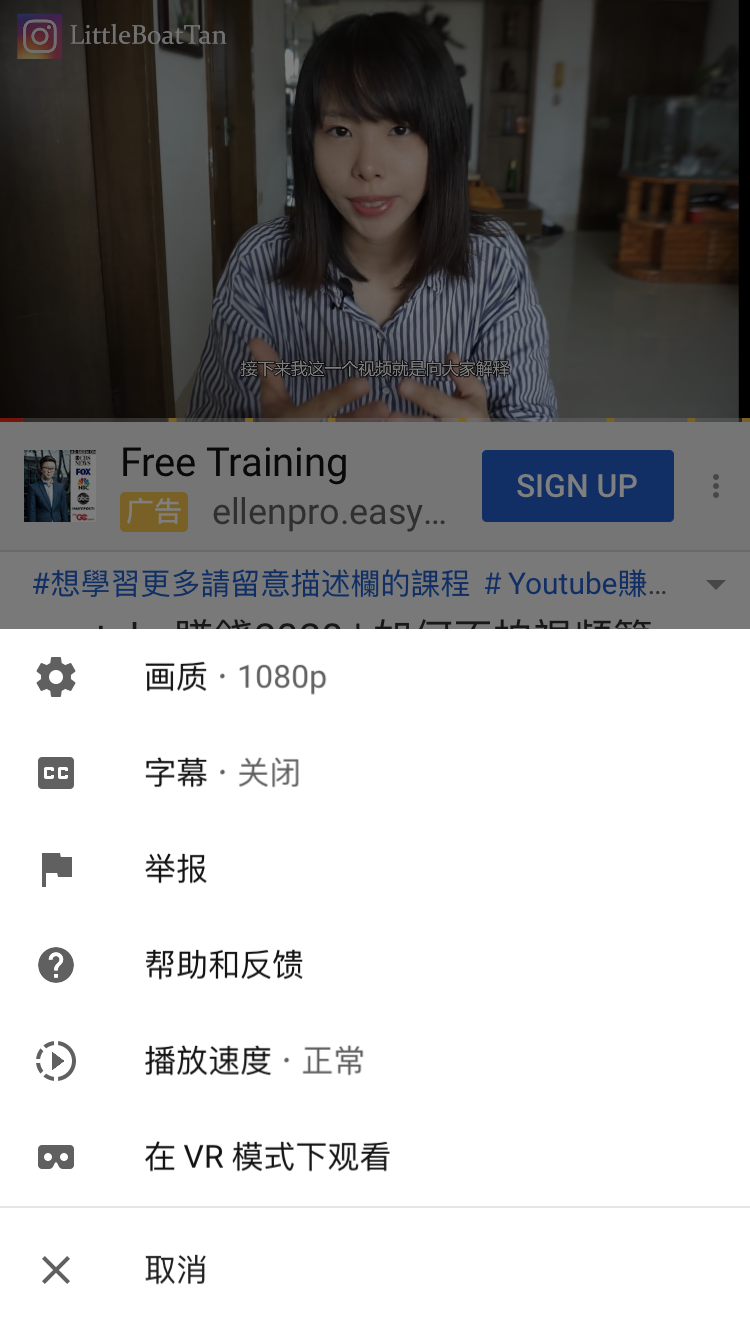 LittleBoatTan
接下来我这一个视频就是向大家解释
Free Training
SIGN UP
广告 ellenpro.easy...
#想學習更多請留意描述欄的課程 # Youtube賺...
画质 · 1080p
CC
字幕 · 关闭
举报
帮助和反馈
播放速度 · 正常
在 VR 模式下观看
取消